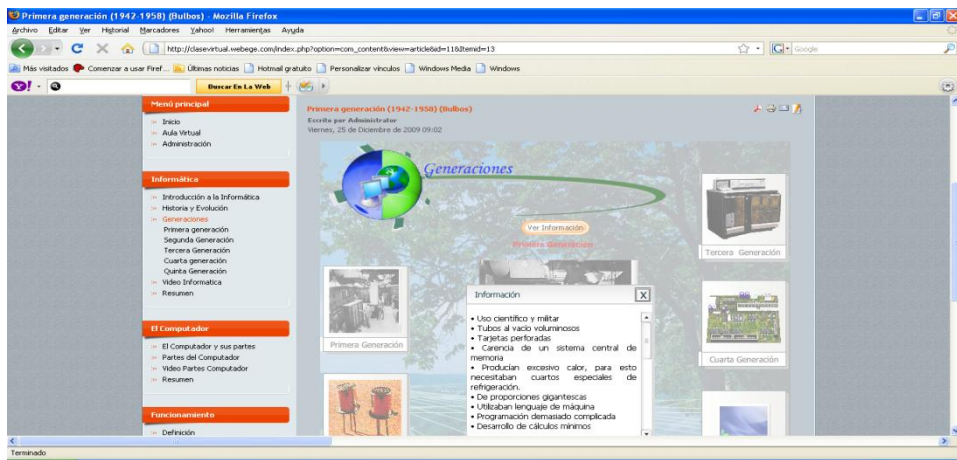 Primera generación (1942-1958) (Bulbos) - Mozilla Firefox
Archivo Editar Ver Historial Marcadores Yahoo! Herramientas Ayuda
http://clasevirtual.webege.com/index.php?option=com_content&view=article&id=118&Itemid=13
Google
Más visitados Comenzar a usar Firef... Últimas noticias Hotmail gratuito Personalizar vínculos Windows Media Windows
Y! Buscar En La Web
Menú principal
Inicio
Aula Virtual
Administración
Informática
Introducción a la Informática
Historia y Evolución
Generaciones
Primera generación
Segunda Generación
Tercera Generación
Cuarta generación
Quinta Generación
Video Informatica
Resumen
El Computador
El Computador y sus partes
Partes del Computador
Video Partes Computador
Resumen
Funcionamiento
Definición
Primera generación (1942-1958) (Bulbos)
Escrito por Administrator
Viernes, 25 de Diciembre de 2009 09:02
Generaciones
Ver Información
Primera Generación
Primera Generación
Tercera Generación
Cuarta Generación
Información
X
• Uso científico y militar
• Tubos al vacío voluminosos
• Tarjetas perforadas
• Carencia de un sistema central de
memoria
• Producían excesivo calor, para esto
necesitaban cuartos especiales de
refrigeración.
• De proporciones gigantescas
• Utilizaban lenguaje de máquina
• Programación demasiado complicada
• Desarrollo de cálculos mínimos
Terminado